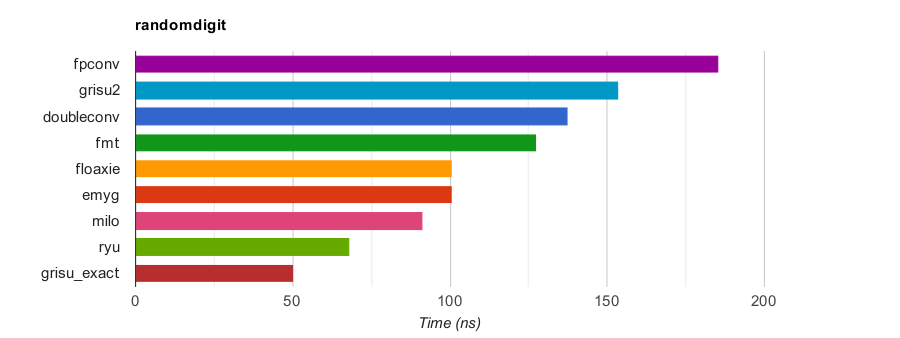 randomdigit
fpconv
grisu2
doubleconv
fmt
floaxie
emyg
milo
ryu
grisu_exact
0 50 100 150 200
Time (ns)